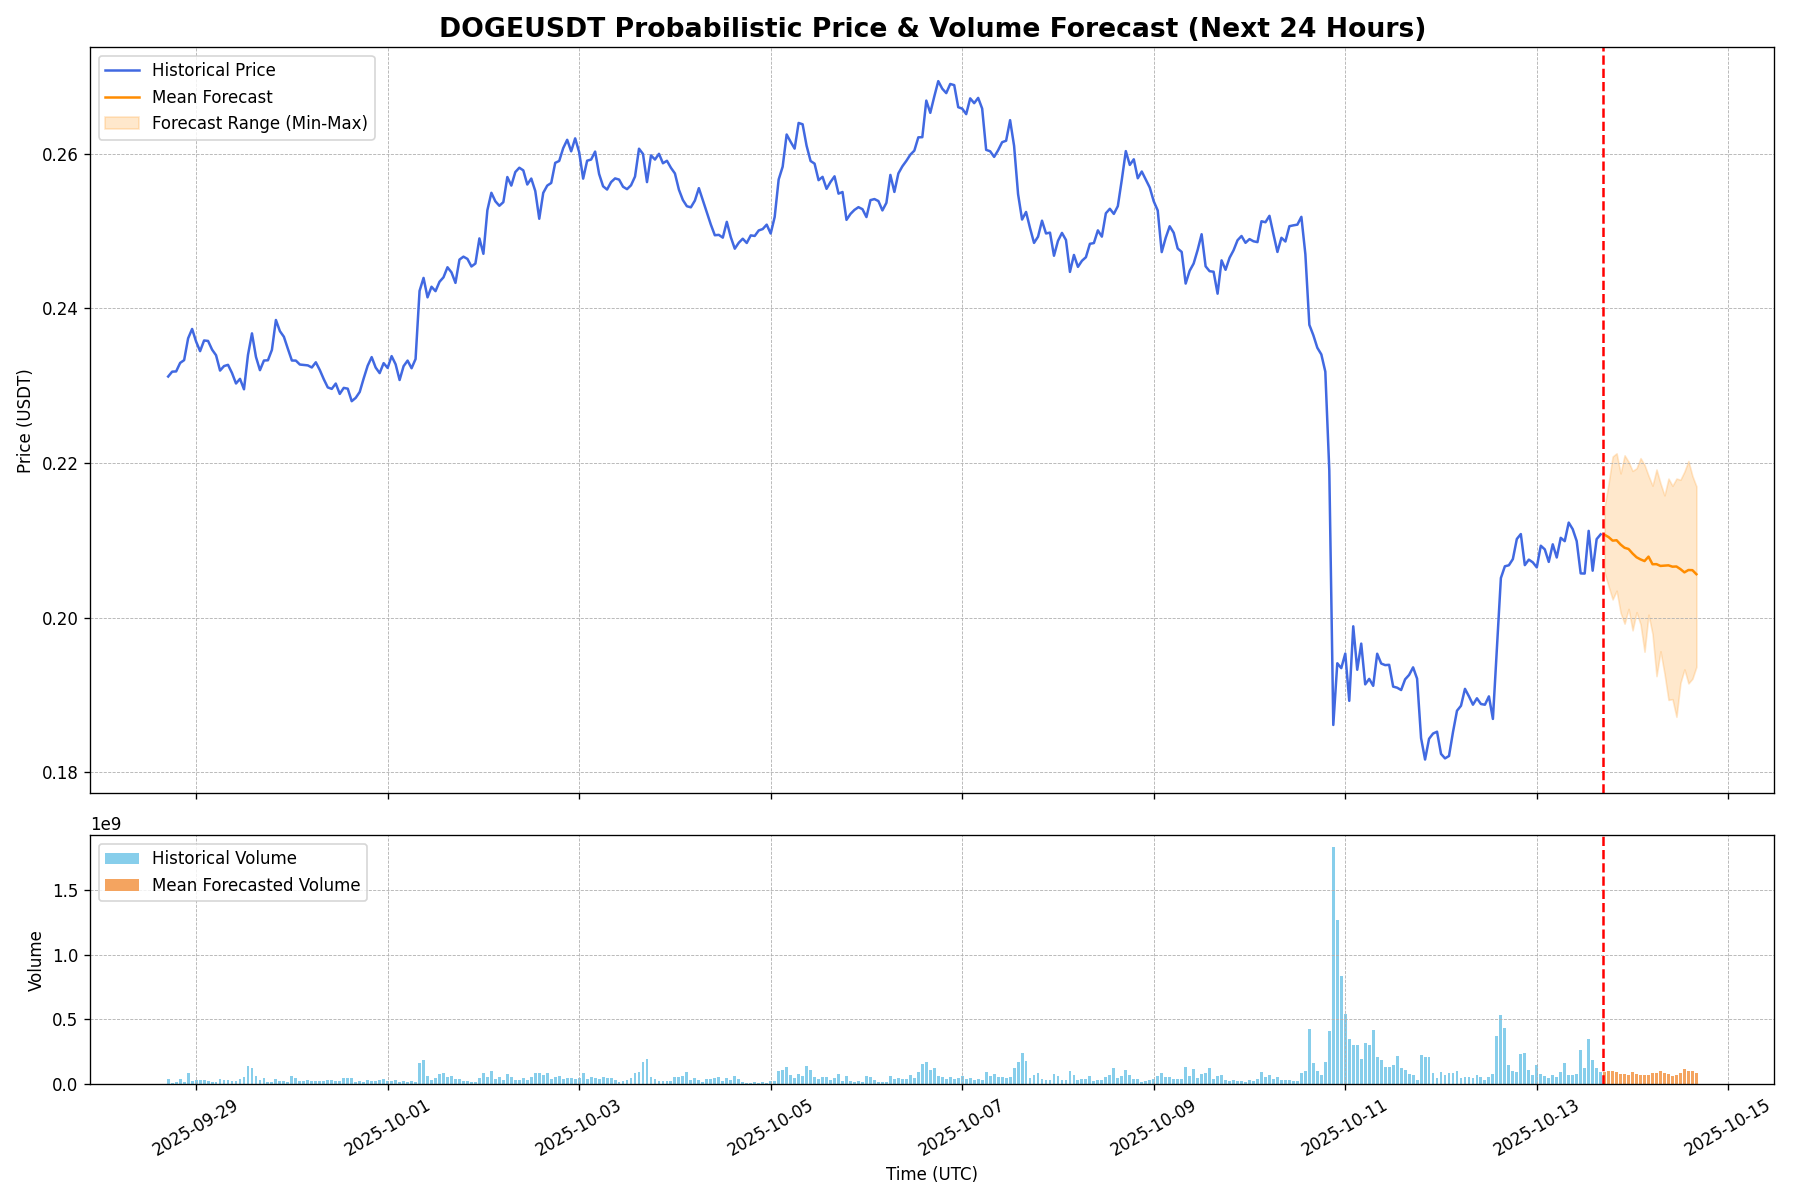 DOGEUSDT Probabilistic Price & Volume Forecast (Next 24 Hours)
Historical Price
Mean Forecast
Forecast Range (Min-Max)
Price (USDT)
0.26
0.24
0.22
0.20
0.18
1e9
Historical Volume
Mean Forecasted Volume
Volume
1.5
1.0
0.5
0.0
2025-09-29
2025-10-01
2025-10-03
2025-10-05
2025-10-07
2025-10-09
2025-10-11
2025-10-13
2025-10-15
Time (UTC)